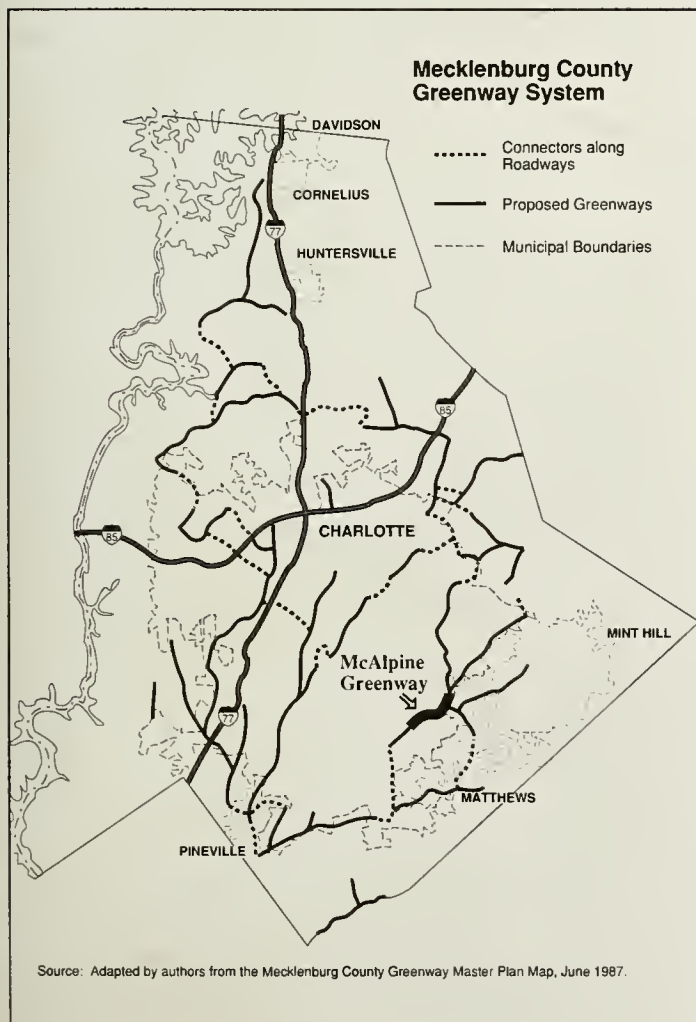 Mecklenburg County
Greenway System
Connectors along
Roadways
Proposed Greenways
Municipal Boundaries
DAVIDSON
CORNELIUS
77
HUNTERSVILLE
85
CHARLOTTE
85
MINT HILL
McAlpine
Greenway
77
MATTHEWS
PINEVILLE
Source: Adapted by authors from the Mecklenburg County Greenway Master Plan Map, June 1987.